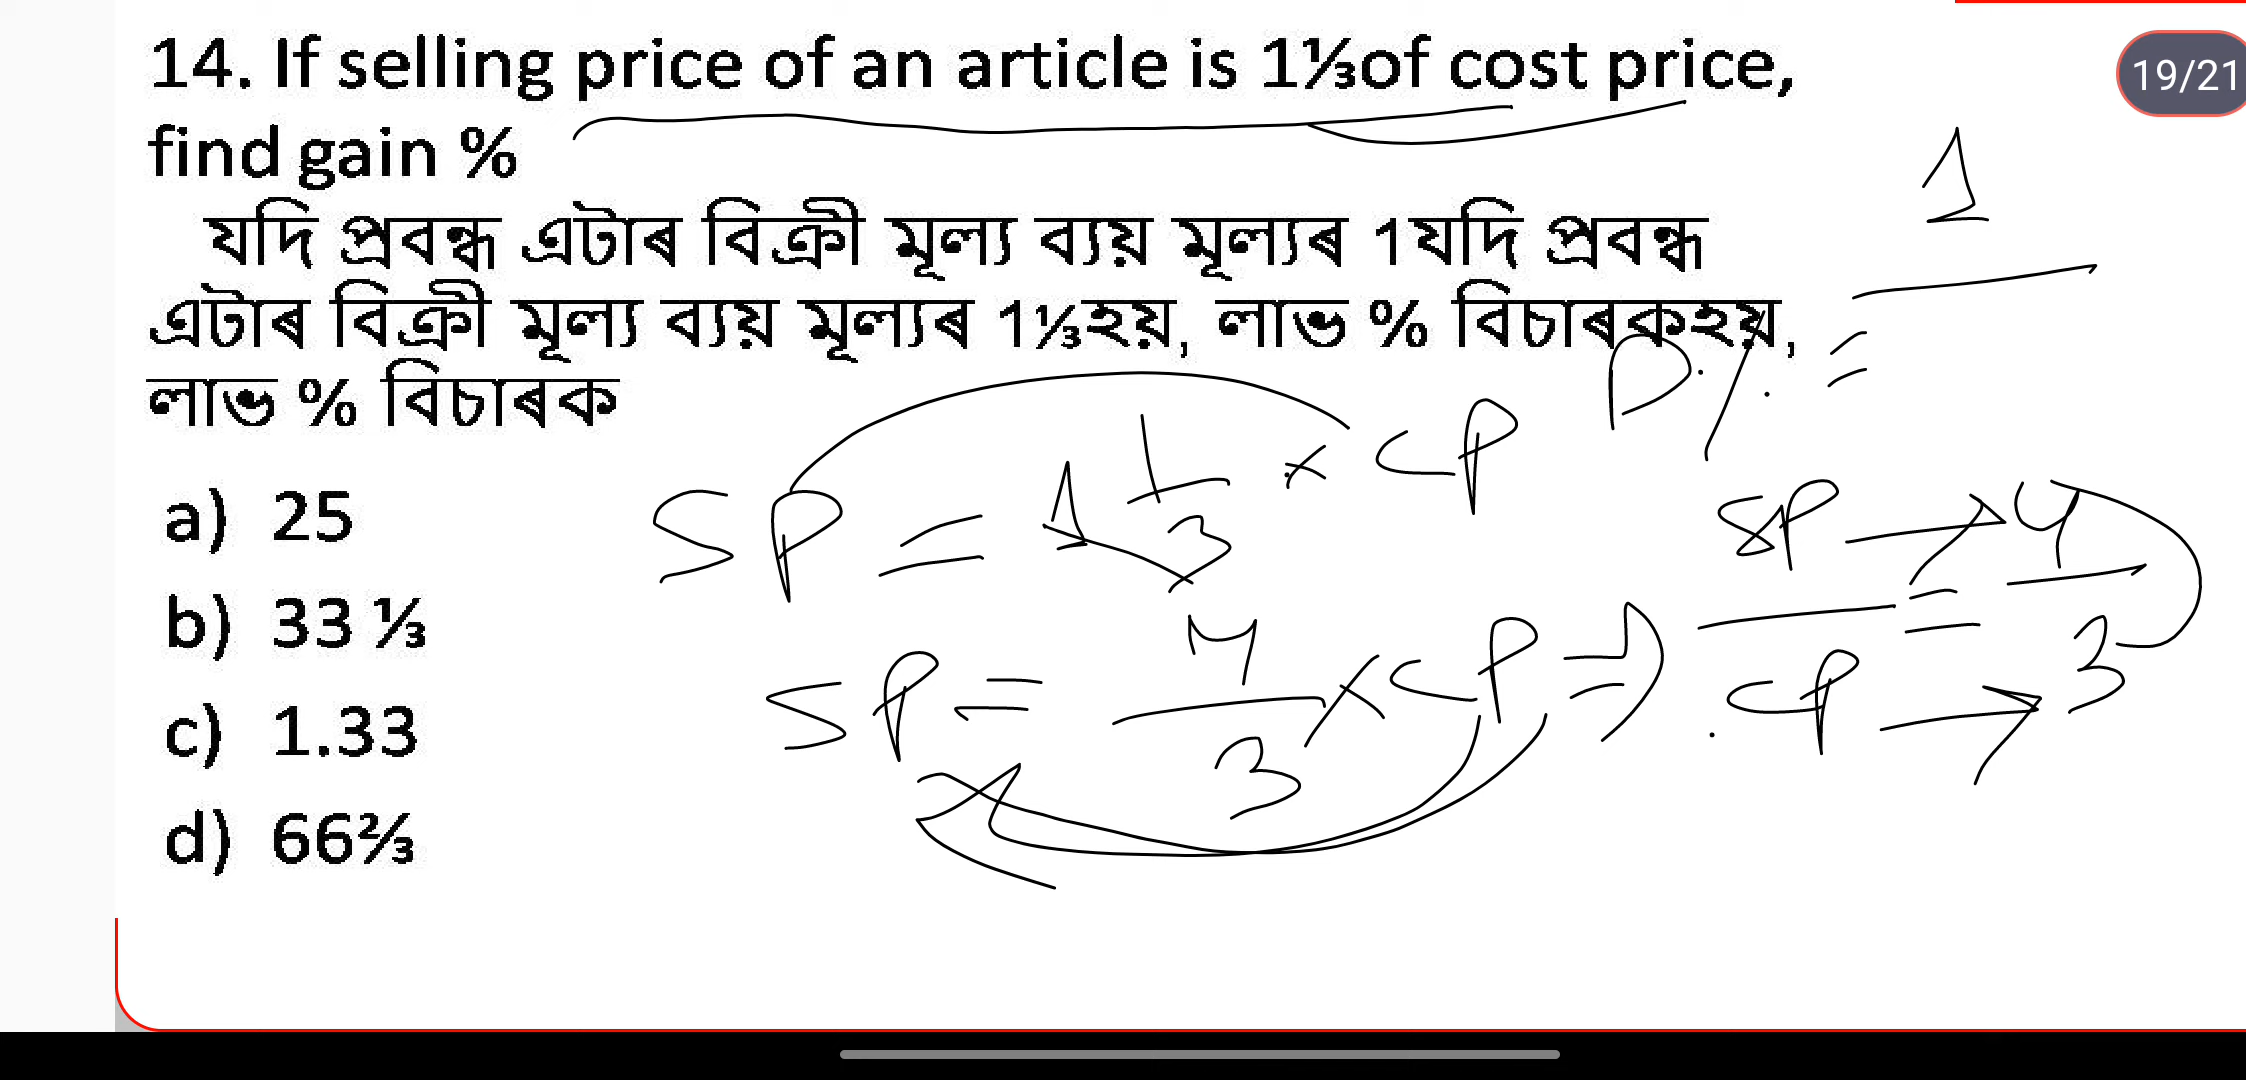 14. If selling price of an article is 1⅓of cost price,
19/21
find gain %
যদি প্ৰবন্ধ এটাৰ বিক্ৰী মূল্য ব্যয় মূল্যৰ 1যদি প্ৰবন্ধ
এটাৰ বিক্ৰী মূল্য ব্যয় মূল্যৰ 1⅓হয়, লাভ % বিচাৰকহয়,
লাভ % বিচাৰক
a) 25
b) 33 ⅓
c) 1.33
d) 66⅔
1
P% =
SP = 1 1/3 × CP
SP = 4/3 × CP ⇒ SP/CP = 4/3